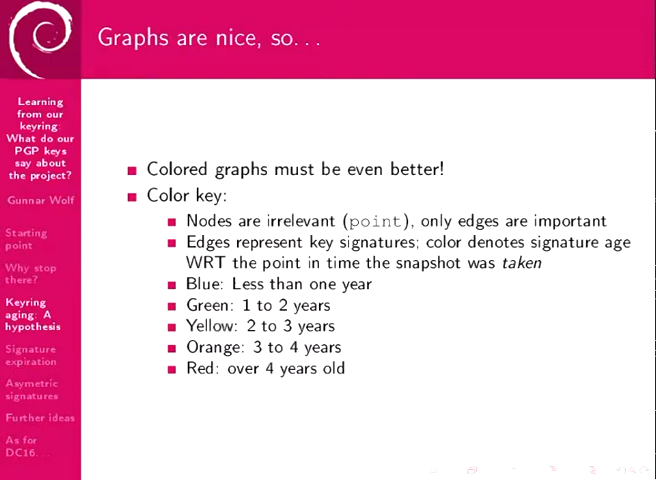 Graphs are nice, so...
Learning
from our
keyring:
What do our
PGP keys
say about
the project?
Gunnar Wolf
Starting
point
Why stop
there?
Keyring
aging: A
hypothesis
Signature
expiration
Asymetric
signatures
Further ideas
As for
DC16...
Colored graphs must be even better!
Color key:
Nodes are irrelevant (point), only edges are important
Edges represent key signatures; color denotes signature age
WRT the point in time the snapshot was taken
Blue: Less than one year
Green: 1 to 2 years
Yellow: 2 to 3 years
Orange: 3 to 4 years
Red: over 4 years old